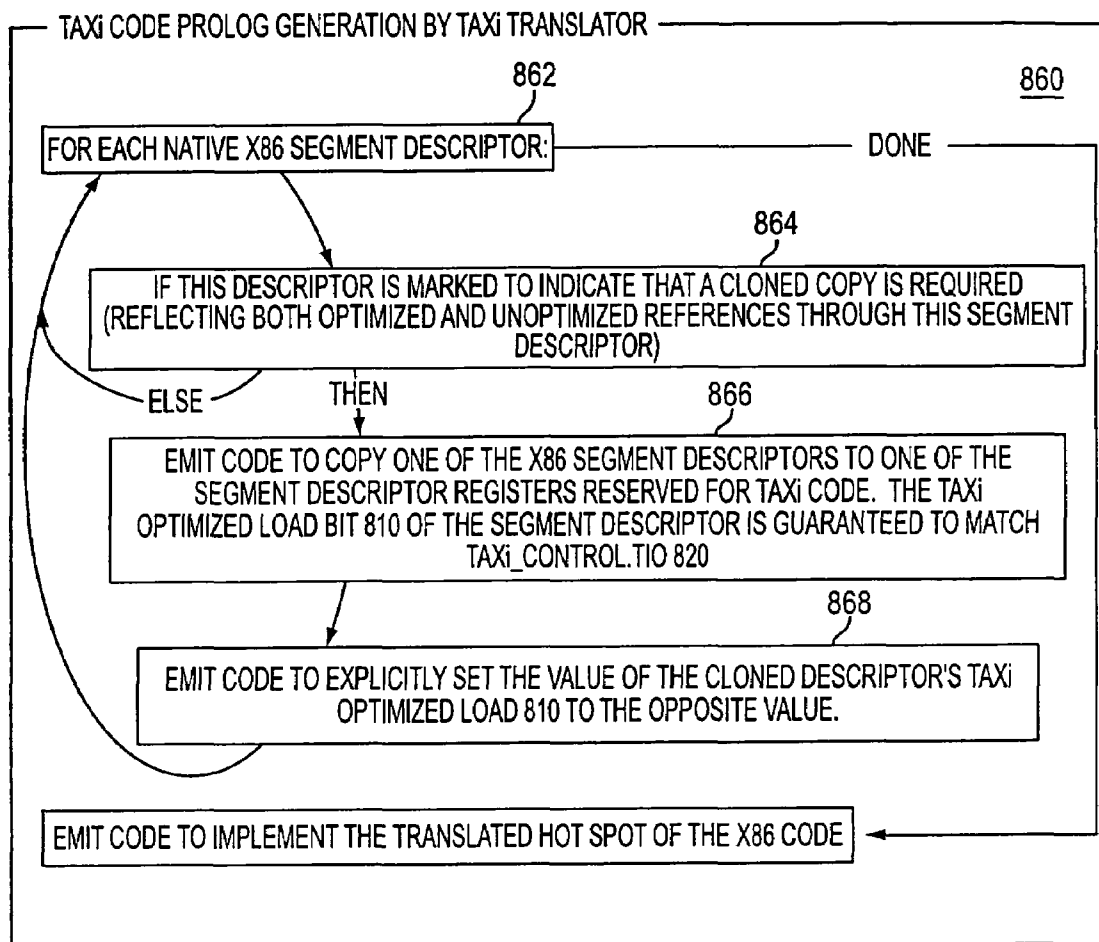 TAXi CODE PROLOG GENERATION BY TAXi TRANSLATOR
862
860
FOR EACH NATIVE X86 SEGMENT DESCRIPTOR:
DONE
864
IF THIS DESCRIPTOR IS MARKED TO INDICATE THAT A CLONED COPY IS REQUIRED
(REFLECTING BOTH OPTIMIZED AND UNOPTIMIZED REFERENCES THROUGH THIS SEGMENT
DESCRIPTOR)
ELSE
THEN
866
EMIT CODE TO COPY ONE OF THE X86 SEGMENT DESCRIPTORS TO ONE OF THE
SEGMENT DESCRIPTOR REGISTERS RESERVED FOR TAXi CODE. THE TAXi
OPTIMIZED LOAD BIT 810 OF THE SEGMENT DESCRIPTOR IS GUARANTEED TO MATCH
TAXi_CONTROL.TIO 820
868
EMIT CODE TO EXPLICITLY SET THE VALUE OF THE CLONED DESCRIPTOR'S TAXi
OPTIMIZED LOAD 810 TO THE OPPOSITE VALUE.
EMIT CODE TO IMPLEMENT THE TRANSLATED HOT SPOT OF THE X86 CODE